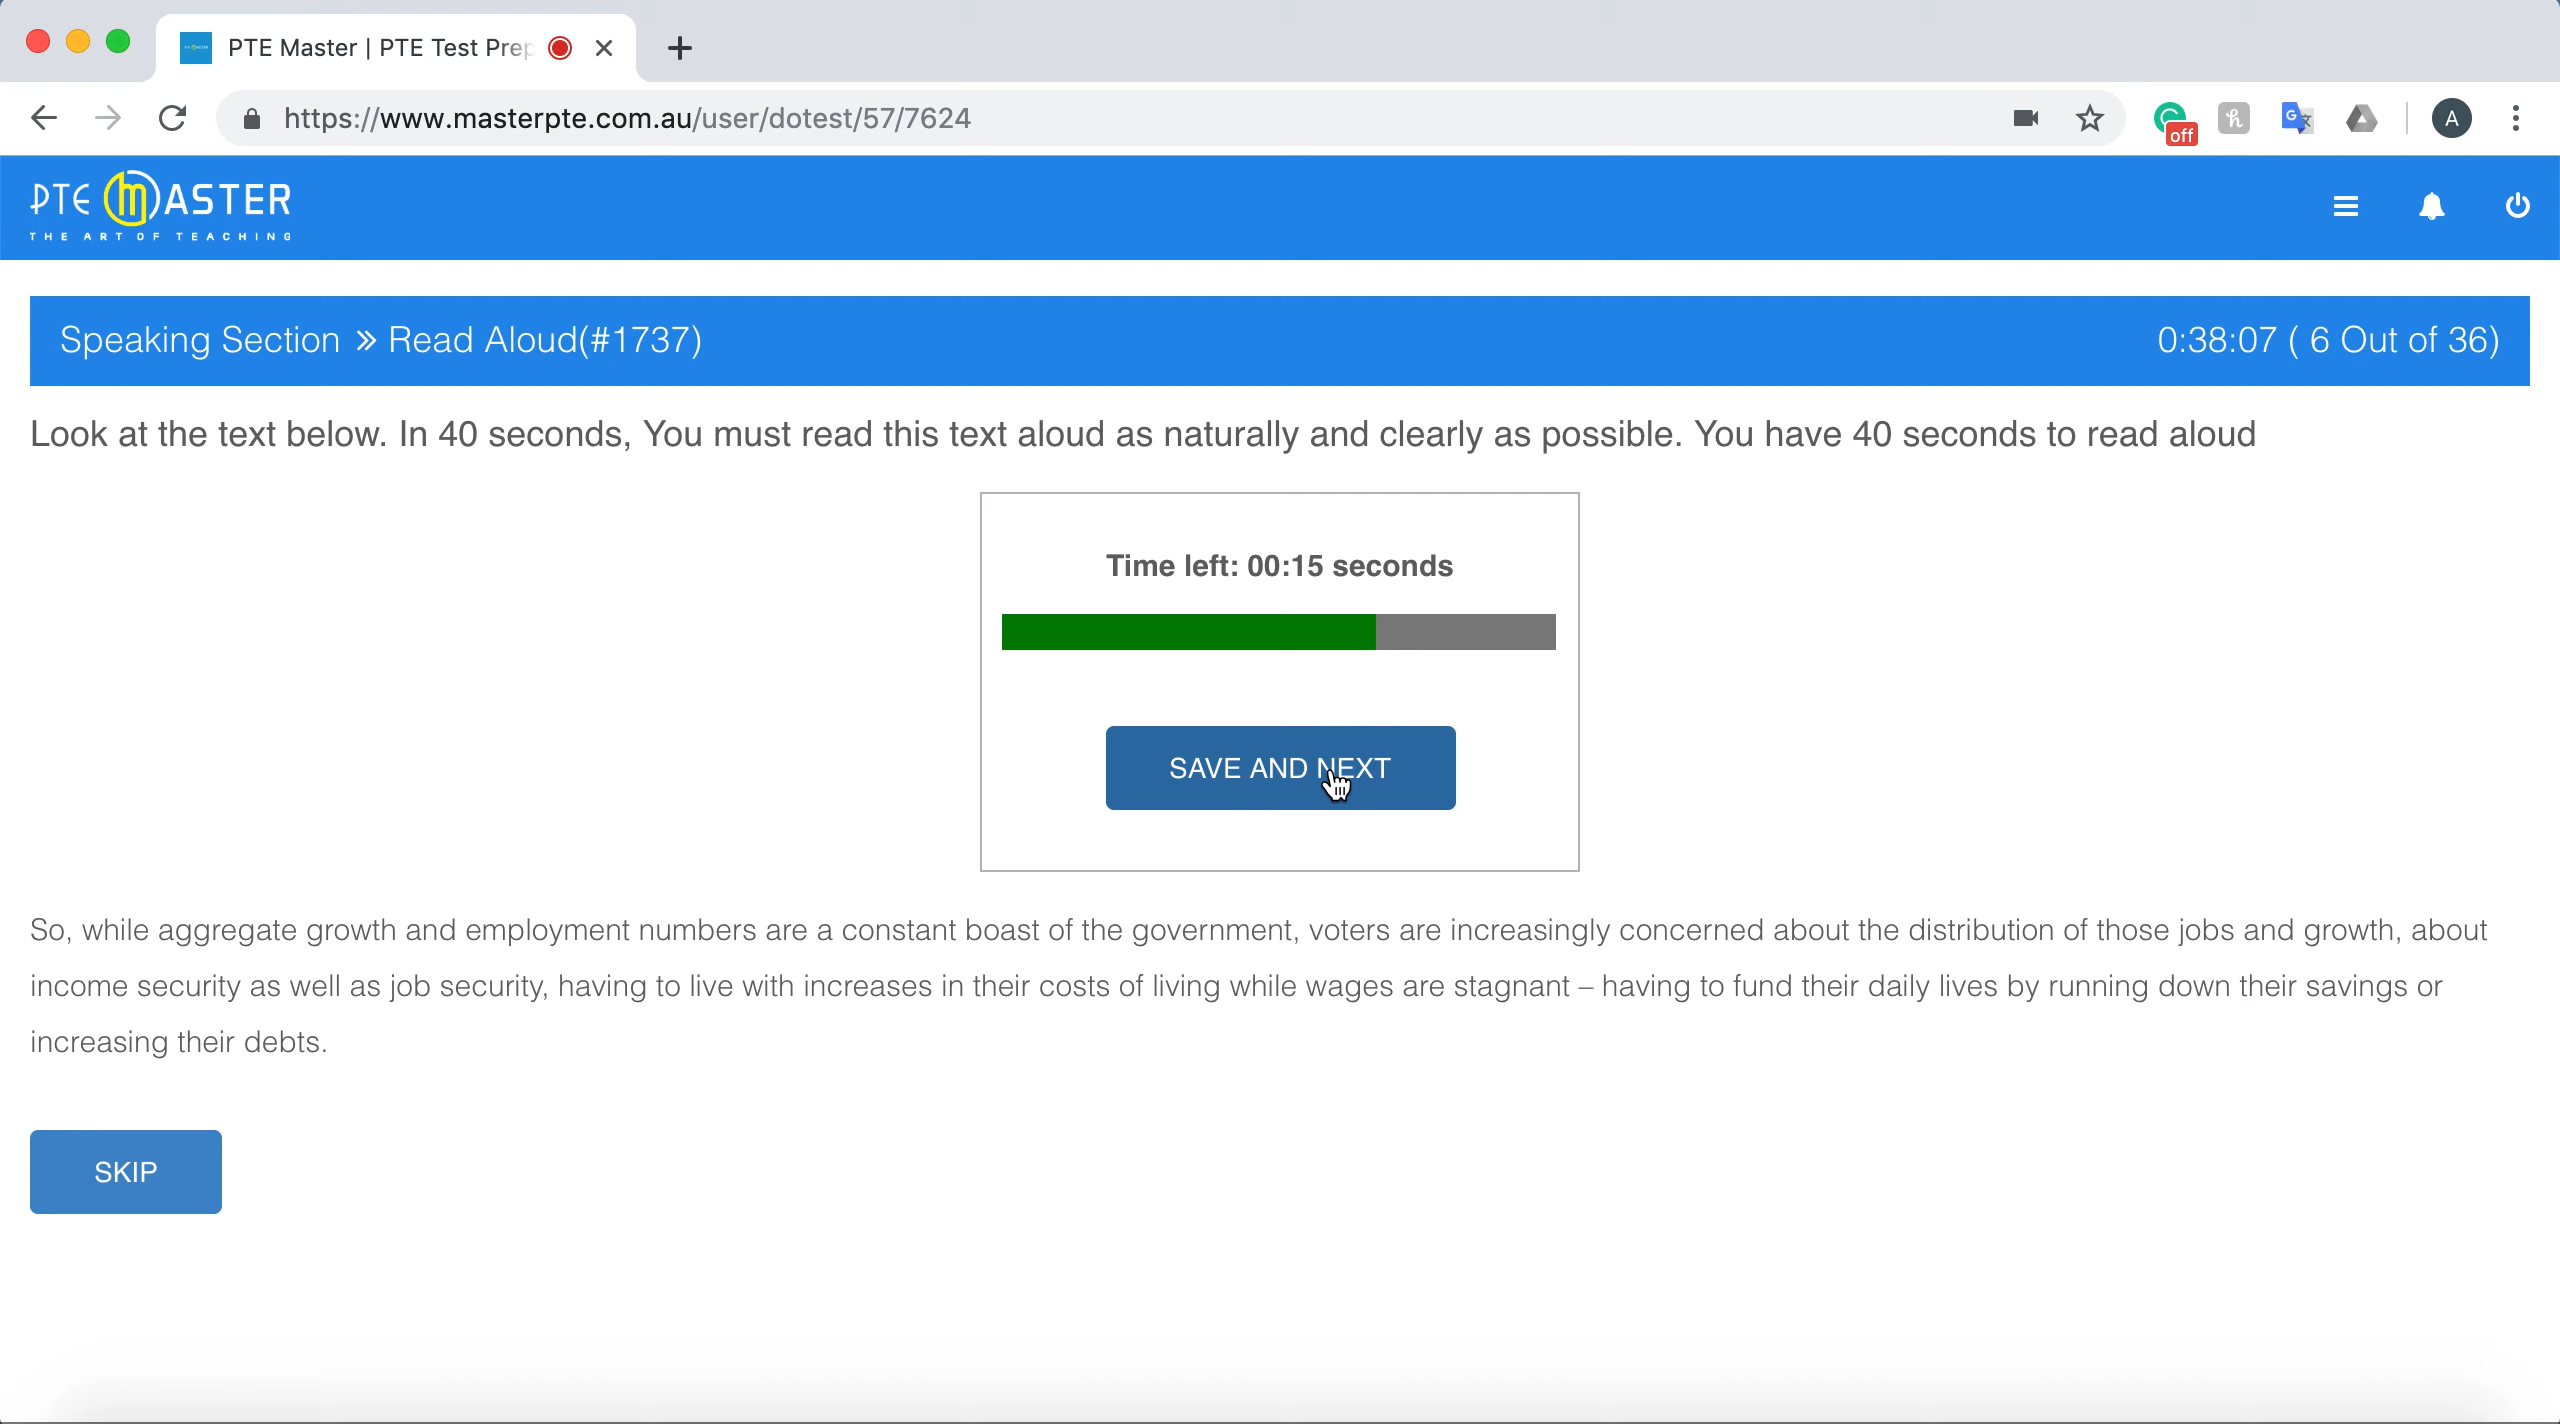 PTE Master | PTE Test Prep
https://www.masterpte.com.au/user/dotest/57/7624
off
A
PTE MASTER
THE ART OF TEACHING
Speaking Section » Read Aloud(#1737)
0:38:07 ( 6 Out of 36)
Look at the text below. In 40 seconds, You must read this text aloud as naturally and clearly as possible. You have 40 seconds to read aloud
Time left: 00:15 seconds
SAVE AND NEXT
So, while aggregate growth and employment numbers are a constant boast of the government, voters are increasingly concerned about the distribution of those jobs and growth, about
income security as well as job security, having to live with increases in their costs of living while wages are stagnant – having to fund their daily lives by running down their savings or
increasing their debts.
SKIP